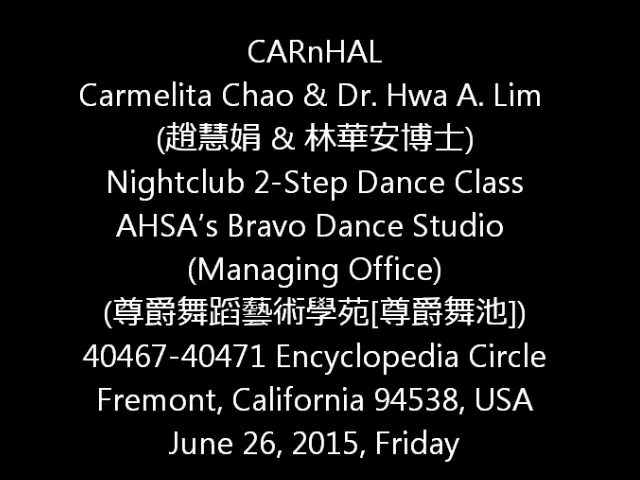 CARnHAL
Carmelita Chao & Dr. Hwa A. Lim
(趙慧娟 & 林華安博士)
Nightclub 2-Step Dance Class
AHSA’s Bravo Dance Studio
(Managing Office)
(尊爵舞蹈藝術學苑[尊爵舞池])
40467-40471 Encyclopedia Circle
Fremont, California 94538, USA
June 26, 2015, Friday